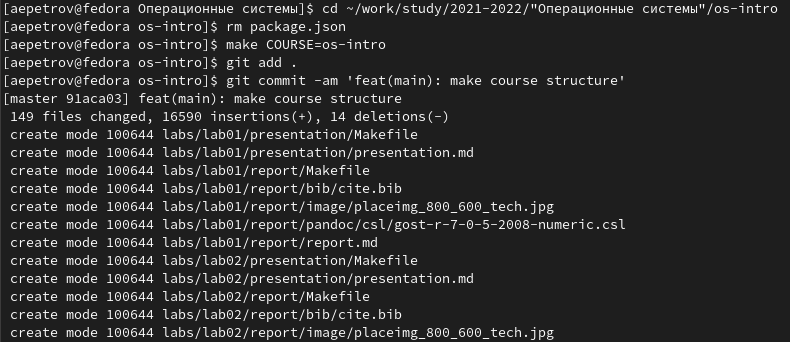 [aepetrov@fedora Операционные системы]$ cd ~/work/study/2021-2022/"Операционные системы"/os-intro
[aepetrov@fedora os-intro]$ rm package.json
[aepetrov@fedora os-intro]$ make COURSE=os-intro
[aepetrov@fedora os-intro]$ git add .
[aepetrov@fedora os-intro]$ git commit -am 'feat(main): make course structure'
[master 91aca03] feat(main): make course structure
 149 files changed, 16590 insertions(+), 14 deletions(-)
 create mode 100644 labs/lab01/presentation/Makefile
 create mode 100644 labs/lab01/presentation/presentation.md
 create mode 100644 labs/lab01/report/Makefile
 create mode 100644 labs/lab01/report/bib/cite.bib
 create mode 100644 labs/lab01/report/image/placeimg_800_600_tech.jpg
 create mode 100644 labs/lab01/report/pandoc/csl/gost-r-7-0-5-2008-numeric.csl
 create mode 100644 labs/lab01/report/report.md
 create mode 100644 labs/lab02/presentation/Makefile
 create mode 100644 labs/lab02/presentation/presentation.md
 create mode 100644 labs/lab02/report/Makefile
 create mode 100644 labs/lab02/report/bib/cite.bib
 create mode 100644 labs/lab02/report/image/placeimg_800_600_tech.jpg